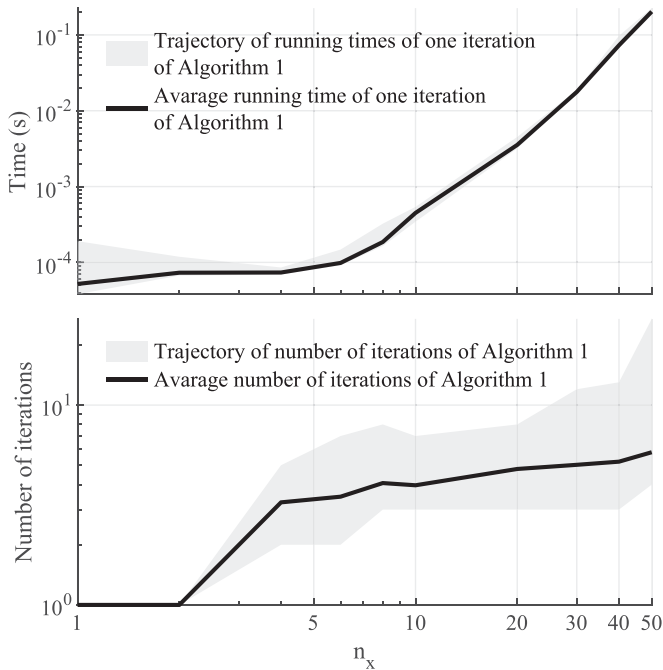 10^-1
10^-2
10^-3
10^-4
Time (s)
Trajectory of running times of one iteration
of Algorithm 1
Avarage running time of one iteration
of Algorithm 1
10^1
10^0
Number of iterations
Trajectory of number of iterations of Algorithm 1
Avarage number of iterations of Algorithm 1
1 5 10 20 30 40 50
n_x